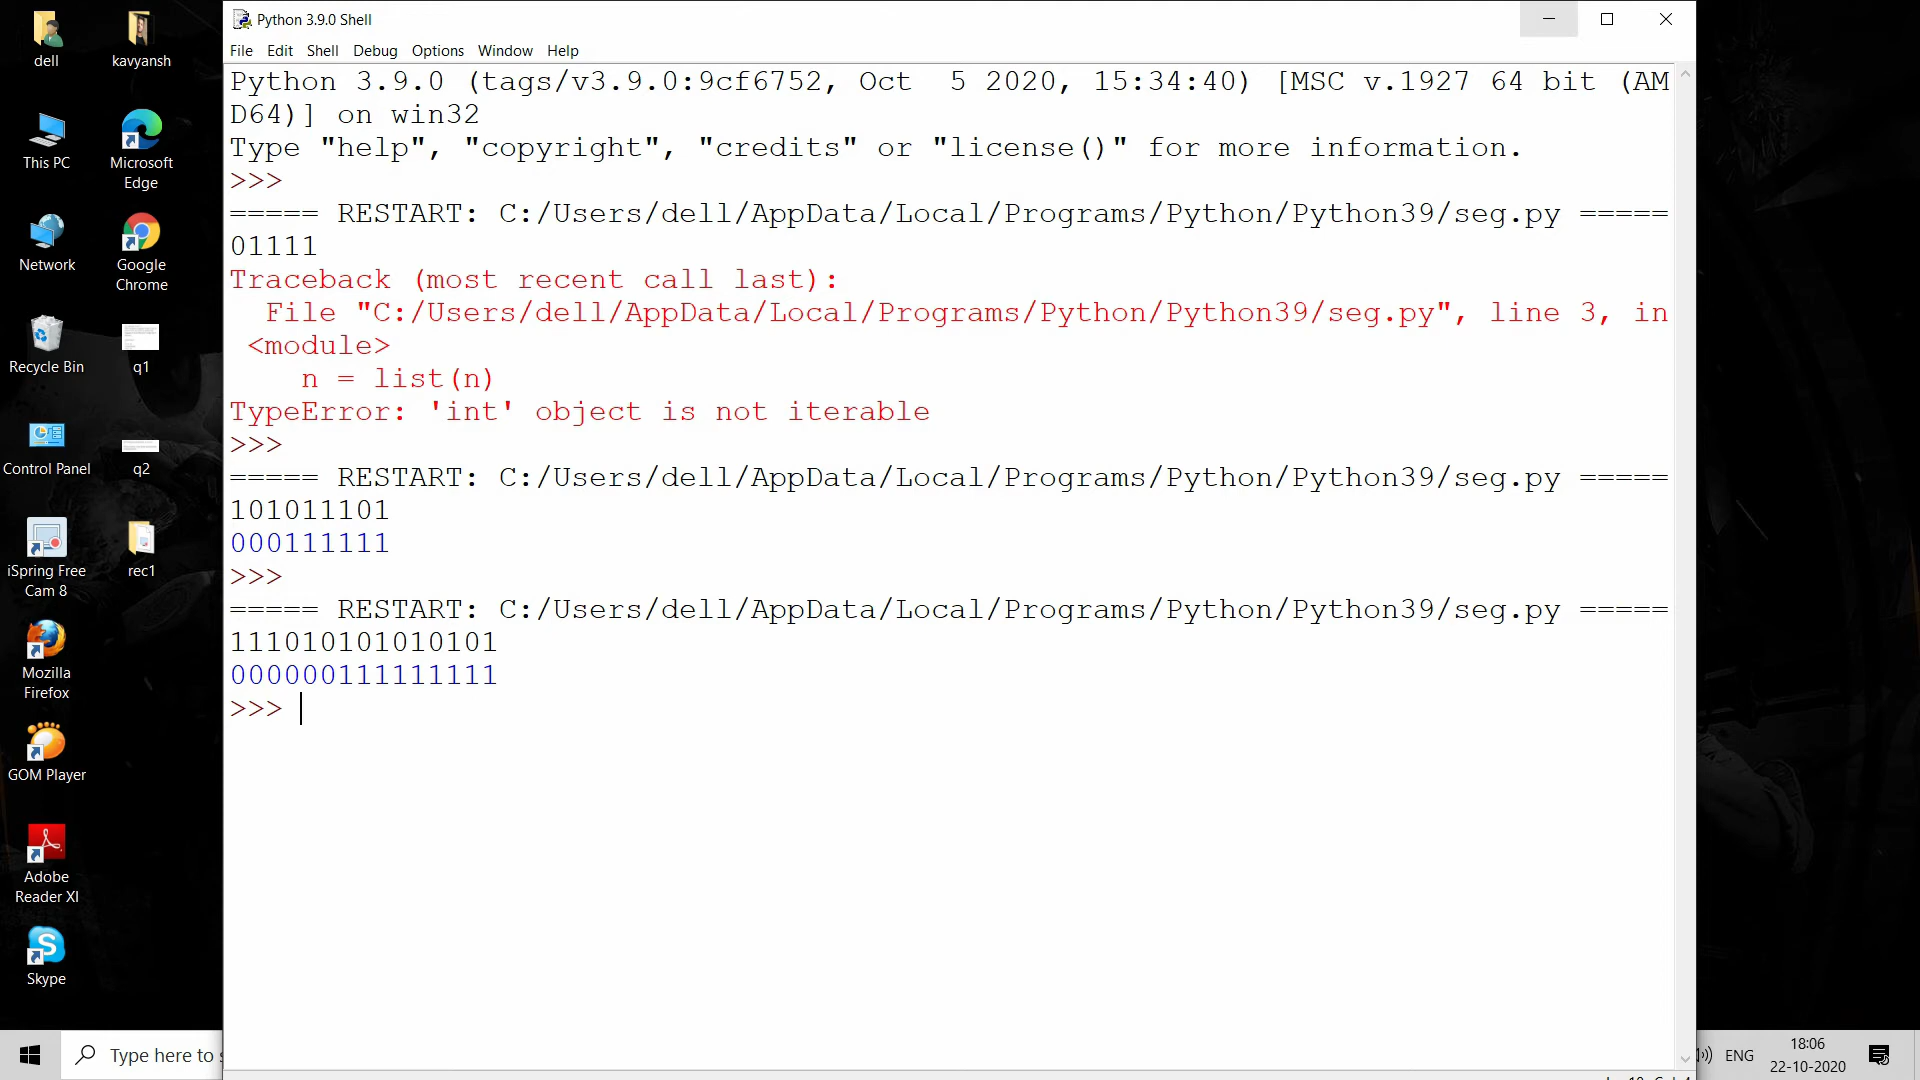 dell
kavyansh
This PC
Microsoft
Edge
Network
Google
Chrome
Recycle Bin
q1
Control Panel
q2
iSpring Free
Cam 8
rec1
Mozilla
Firefox
GOM Player
Adobe
Reader XI
Skype
Python 3.9.0 Shell
File Edit Shell Debug Options Window Help
Python 3.9.0 (tags/v3.9.0:9cf6752, Oct  5 2020, 15:34:40) [MSC v.1927 64 bit (AM
D64)] on win32
Type "help", "copyright", "credits" or "license()" for more information.
>>>
===== RESTART: C:/Users/dell/AppData/Local/Programs/Python/Python39/seg.py =====
01111
Traceback (most recent call last):
  File "C:/Users/dell/AppData/Local/Programs/Python/Python39/seg.py", line 3, in
 <module>
    n = list(n)
TypeError: 'int' object is not iterable
>>>
===== RESTART: C:/Users/dell/AppData/Local/Programs/Python/Python39/seg.py =====
101011101
000111111
>>>
===== RESTART: C:/Users/dell/AppData/Local/Programs/Python/Python39/seg.py =====
111010101010101
000000111111111
>>>
Type here to s
ENG
18:06
22-10-2020